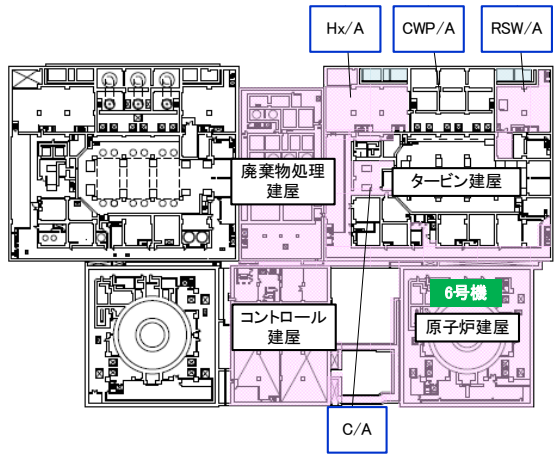 Hx/A
CWP/A
RSW/A
廃棄物処理
建屋
タービン建屋
6号機
コントロール
建屋
原子炉建屋
C/A